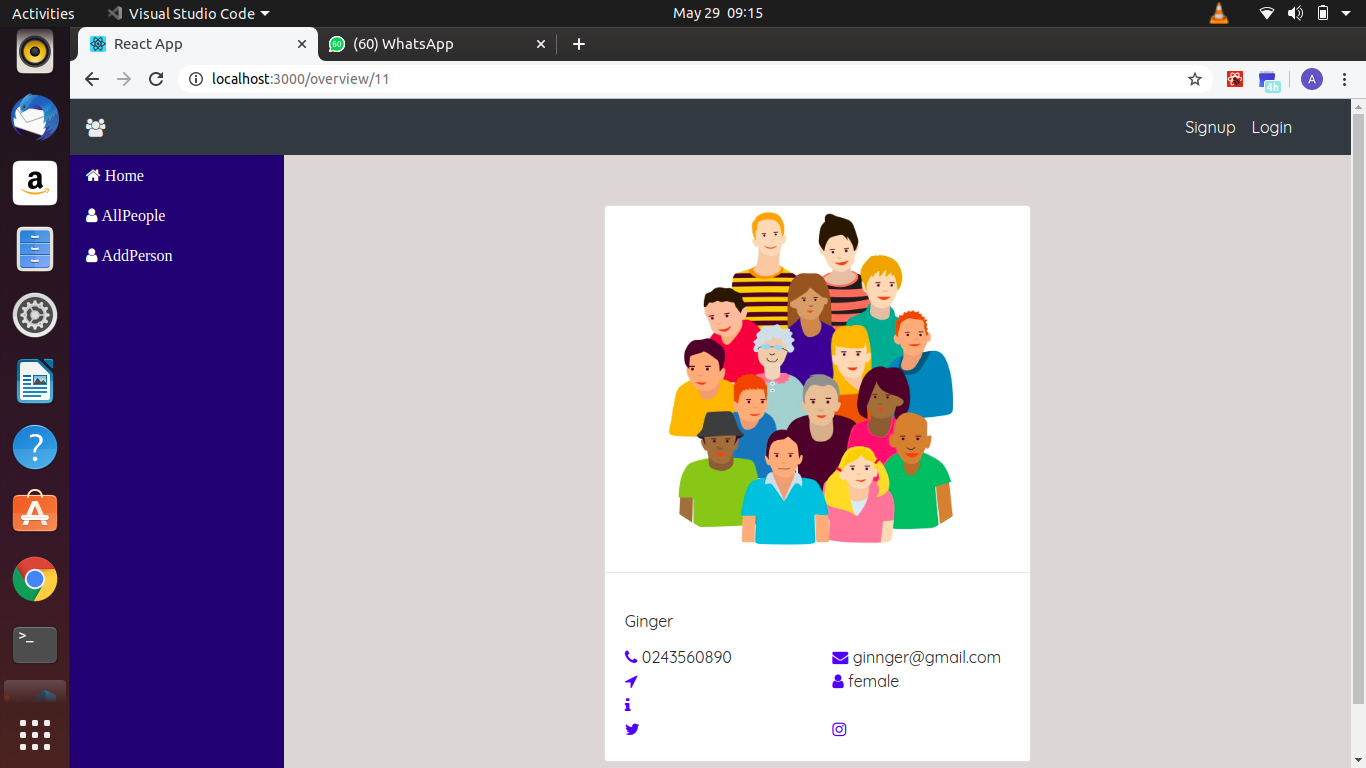 Activities Visual Studio Code May 29 09:15
React App (60) WhatsApp
localhost:3000/overview/11 A
4h
Signup Login
Home
AllPeople
AddPerson
Ginger
0243560890 ginnger@gmail.com
female